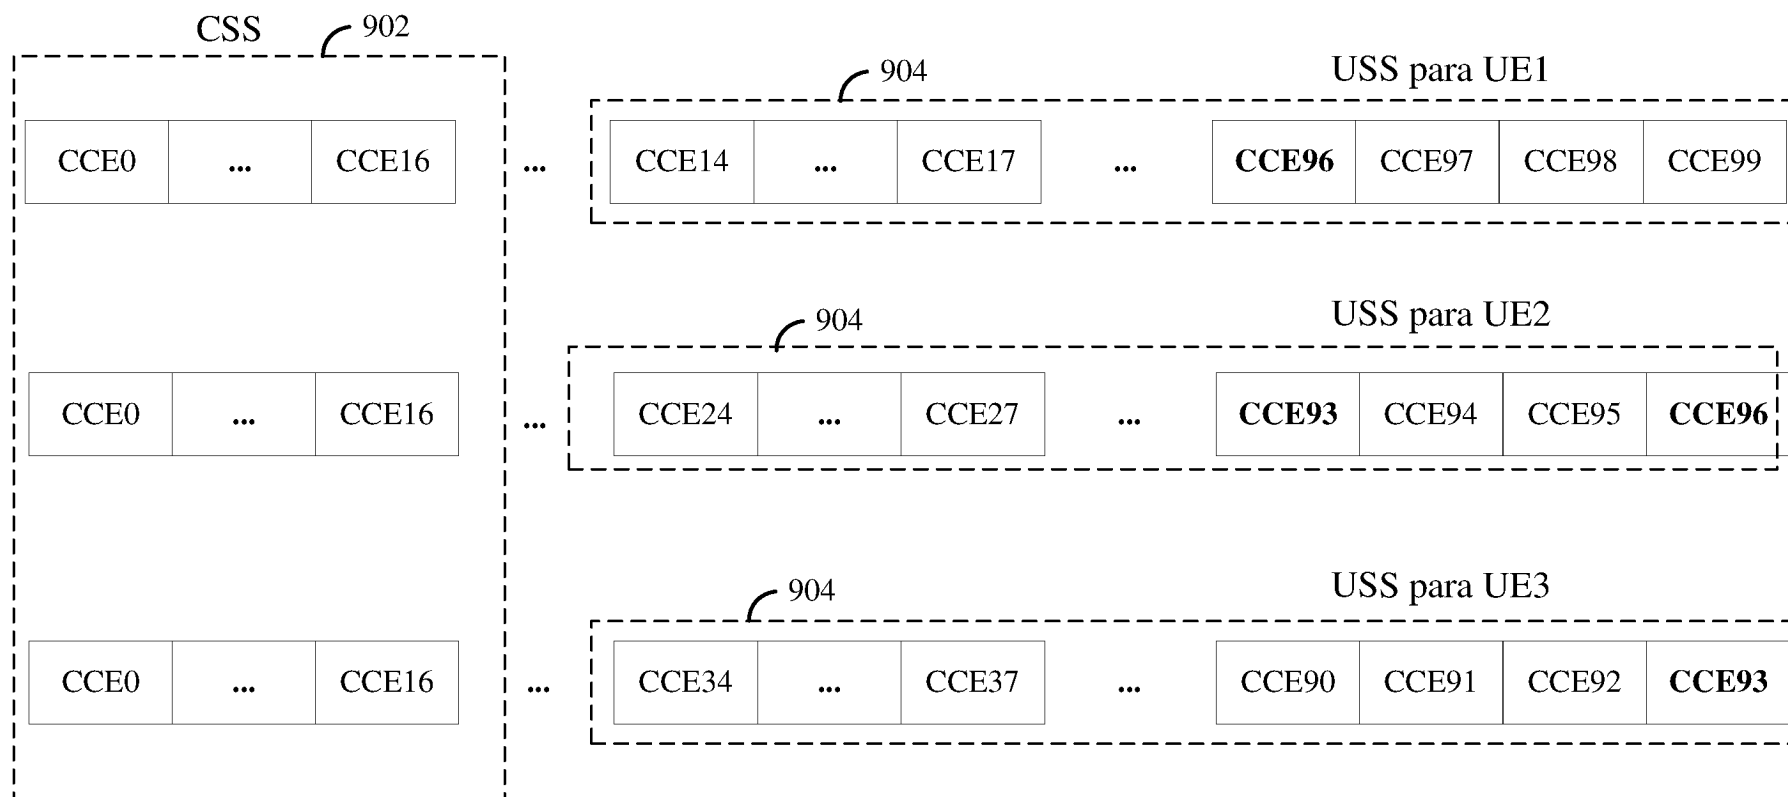 CSS 902
904 USS para UE1
CCE0 ... CCE16 ... CCE14 ... CCE17 ... CCE96 CCE97 CCE98 CCE99
904 USS para UE2
CCE0 ... CCE16 ... CCE24 ... CCE27 ... CCE93 CCE94 CCE95 CCE96
904 USS para UE3
CCE0 ... CCE16 ... CCE34 ... CCE37 ... CCE90 CCE91 CCE92 CCE93